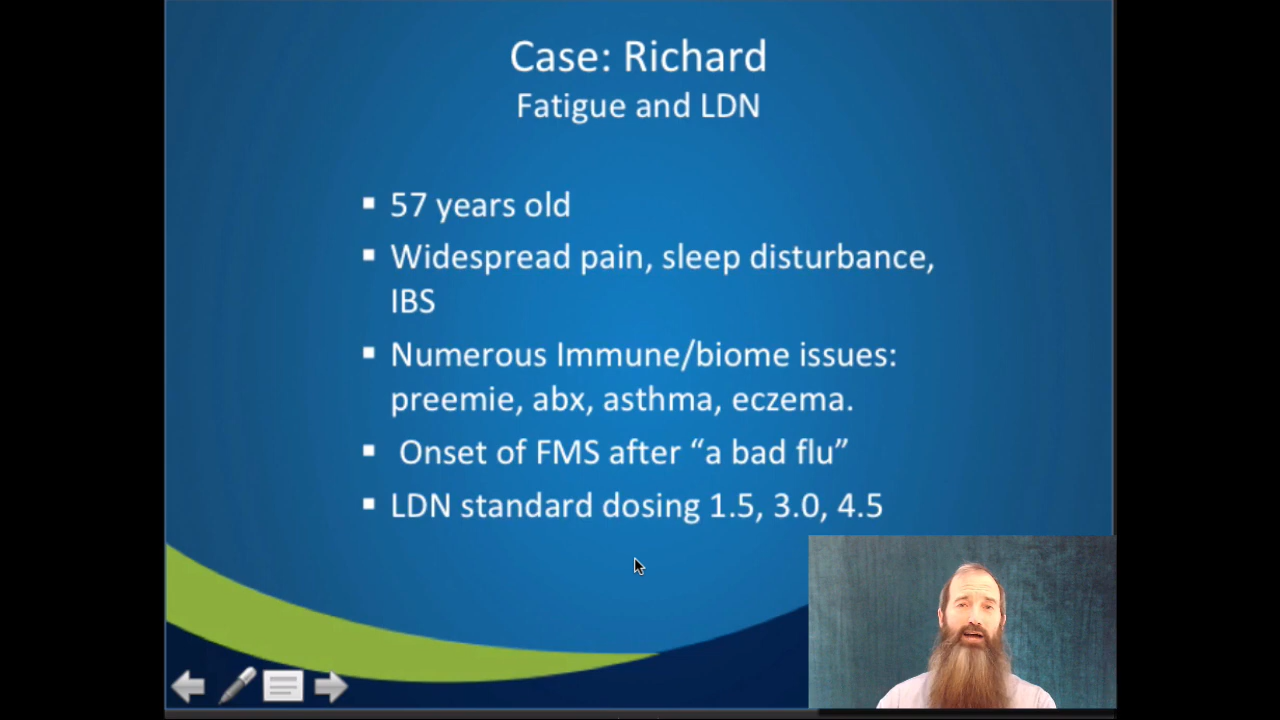 Case: Richard
Fatigue and LDN
57 years old
Widespread pain, sleep disturbance,
IBS
Numerous Immune/biome issues:
preemie, abx, asthma, eczema.
Onset of FMS after “a bad flu”
LDN standard dosing 1.5, 3.0, 4.5